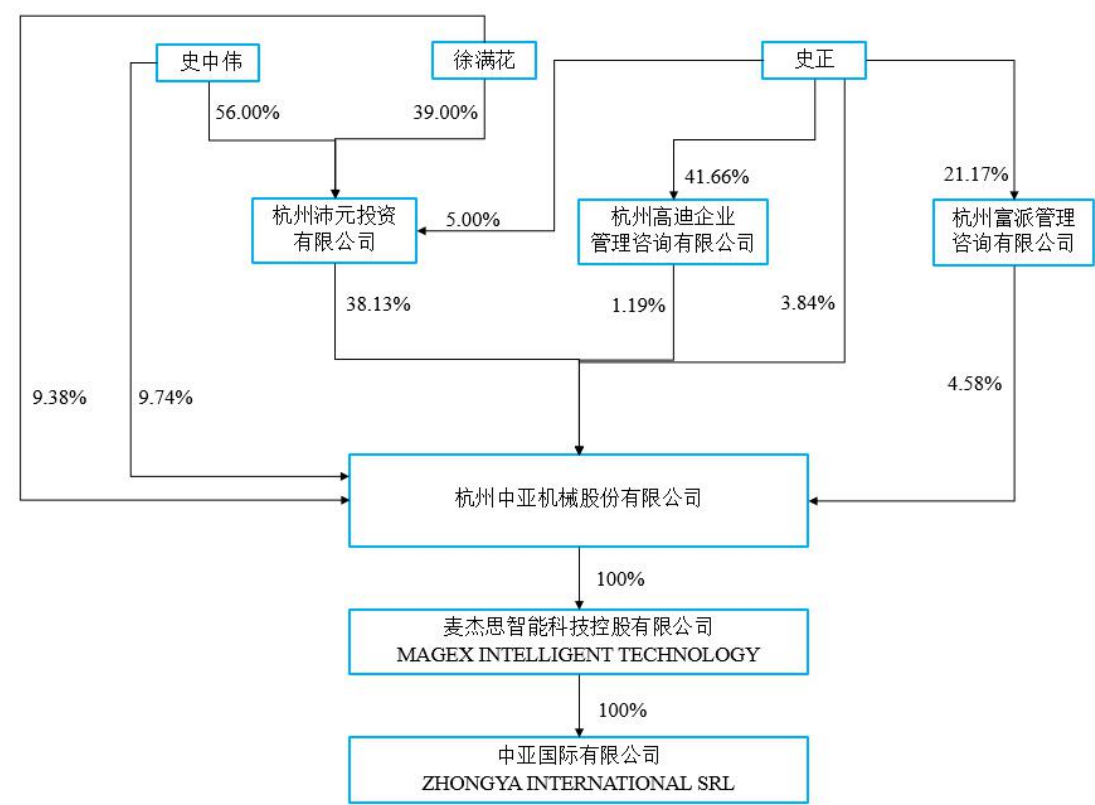 史中伟
徐满花
史正
56.00%
39.00%
41.66%
21.17%
杭州沛元投资
有限公司
5.00%
杭州高迪企业
管理咨询有限公司
杭州富派管理
咨询有限公司
38.13%
1.19%
3.84%
9.38%
9.74%
4.58%
杭州中亚机械股份有限公司
100%
麦杰思智能科技控股有限公司
MAGEX INTELLIGENT TECHNOLOGY
100%
中亚国际有限公司
ZHONGYA INTERNATIONAL SRL